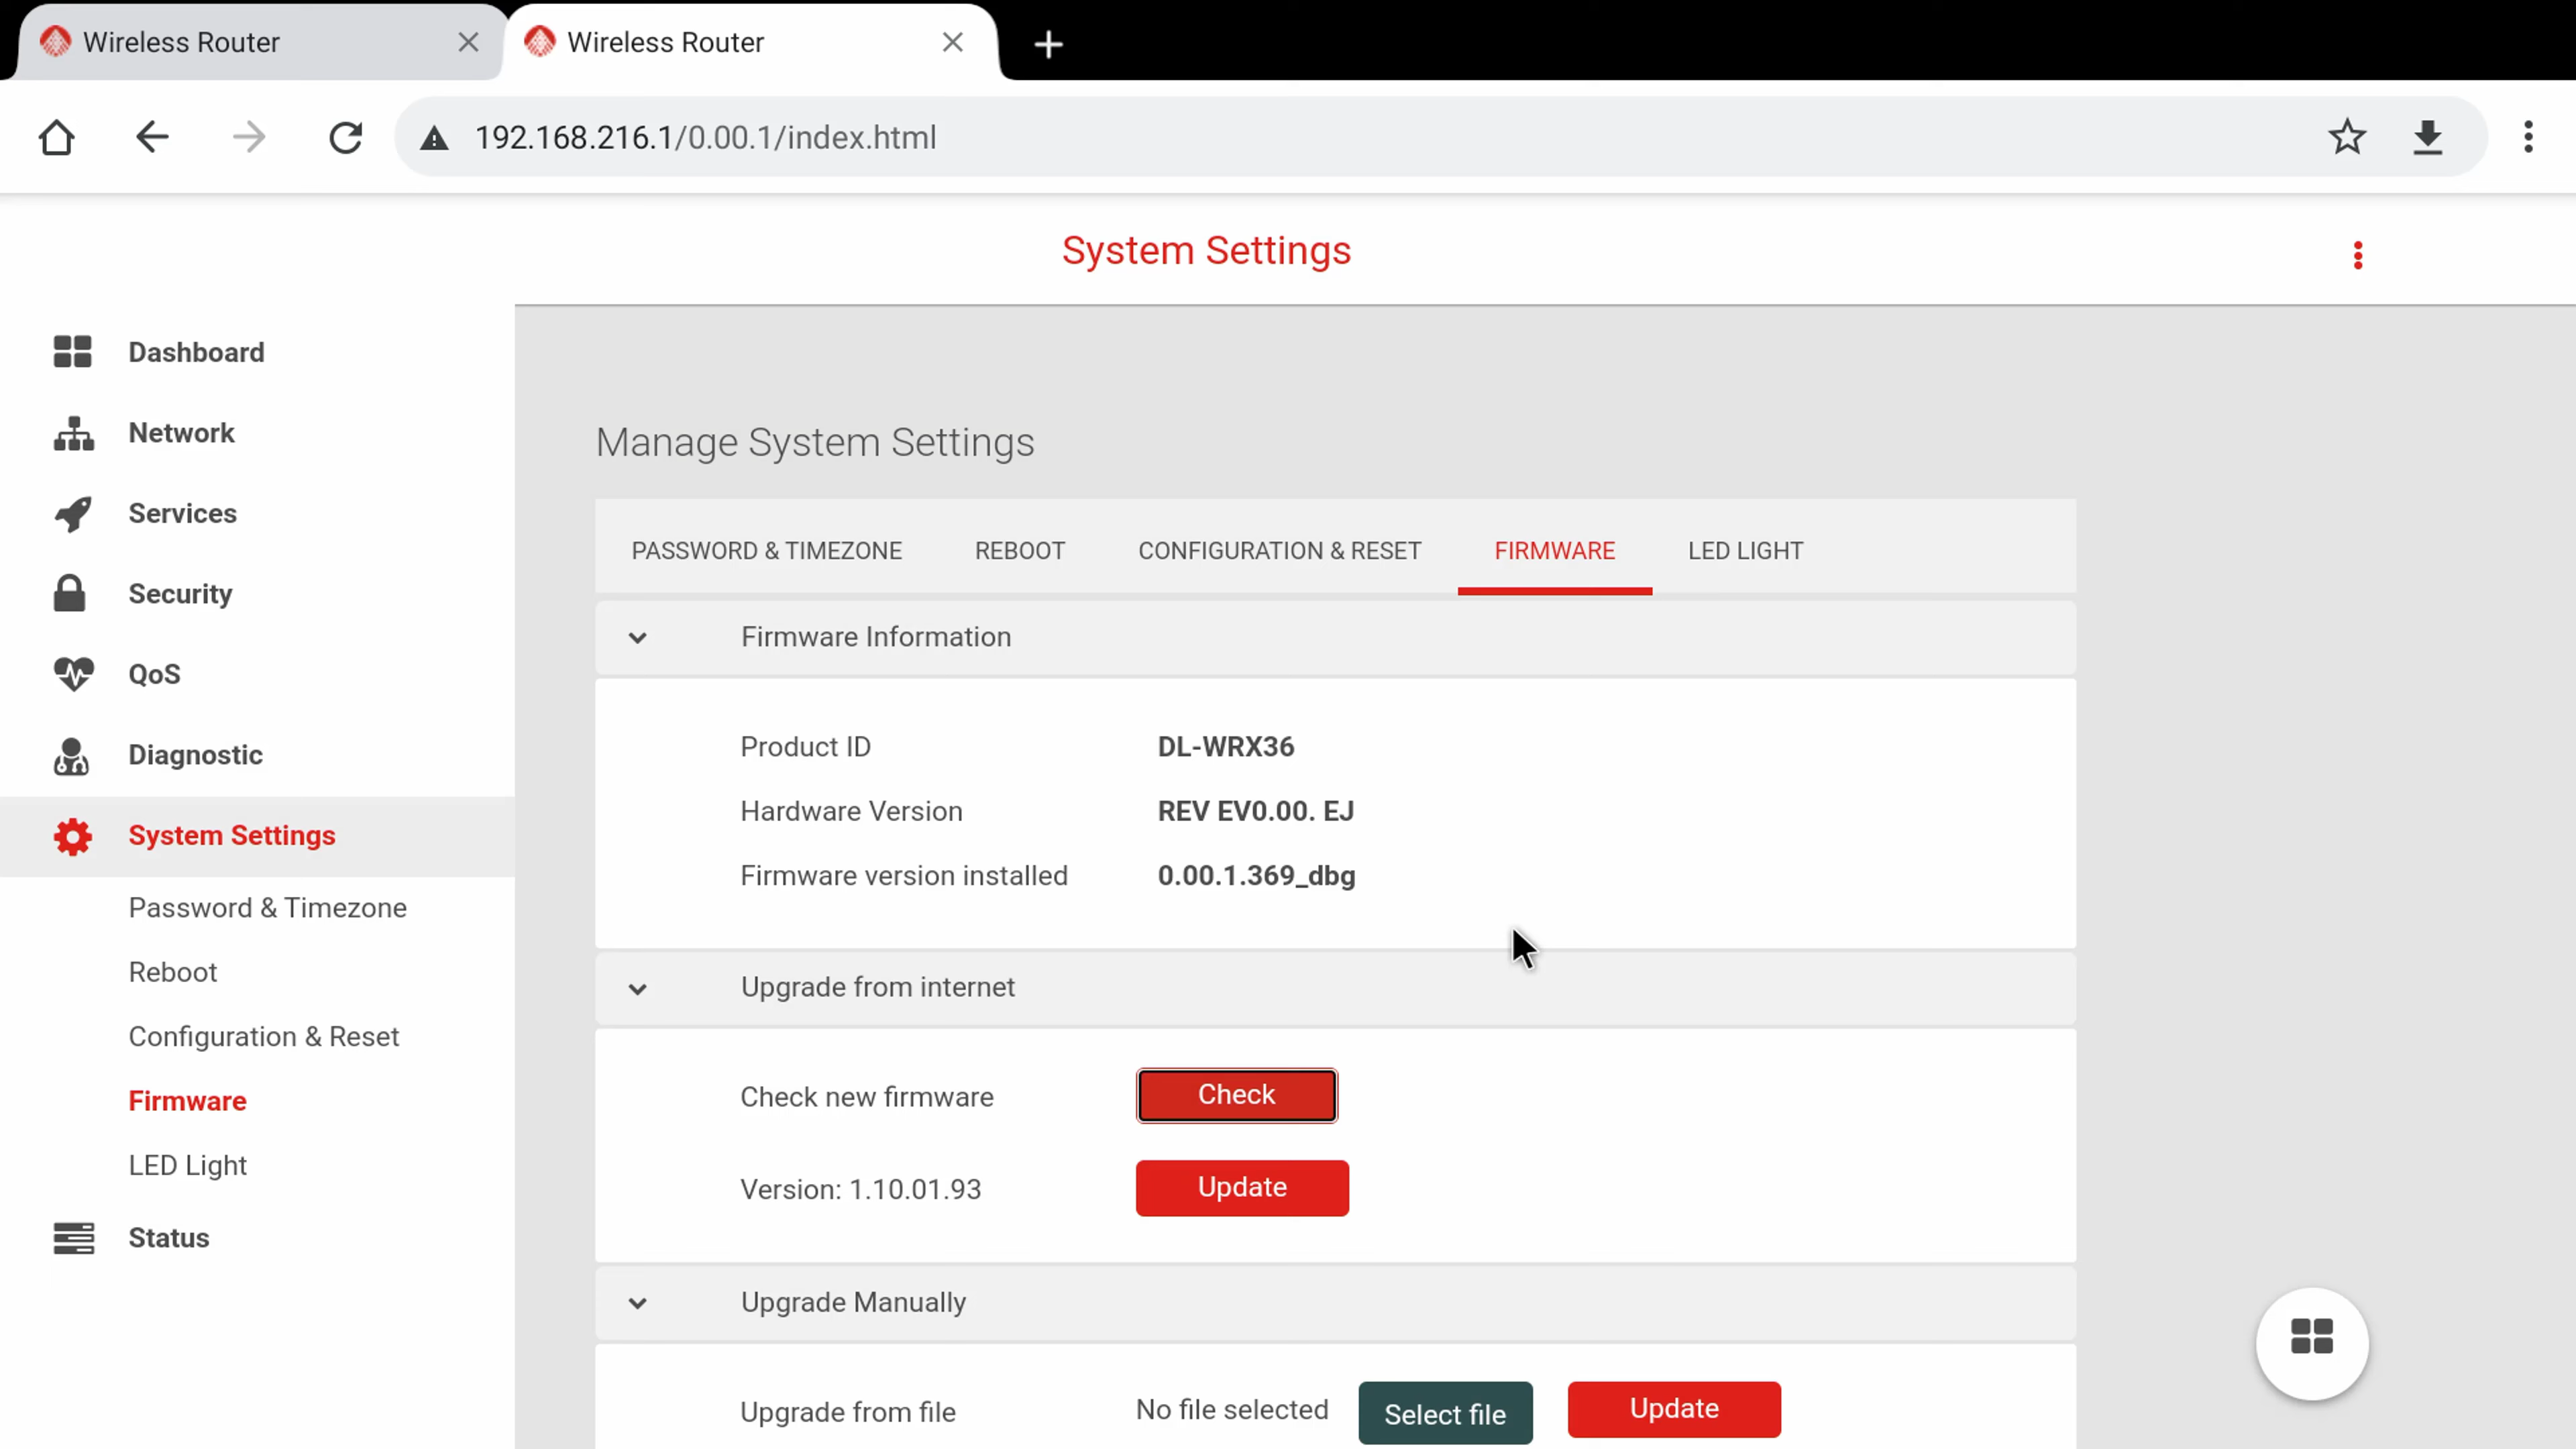 Wireless Router
Wireless Router
192.168.216.1/0.00.1/index.html
System Settings
Dashboard
Network
Services
Security
QoS
Diagnostic
System Settings
Password & Timezone
Reboot
Configuration & Reset
Firmware
LED Light
Status
Manage System Settings
PASSWORD & TIMEZONE REBOOT CONFIGURATION & RESET FIRMWARE LED LIGHT
Firmware Information
Product ID DL-WRX36
Hardware Version REV EV0.00. EJ
Firmware version installed 0.00.1.369_dbg
Upgrade from internet
Check new firmware Check
Version: 1.10.01.93 Update
Upgrade Manually
Upgrade from file No file selected Select file Update